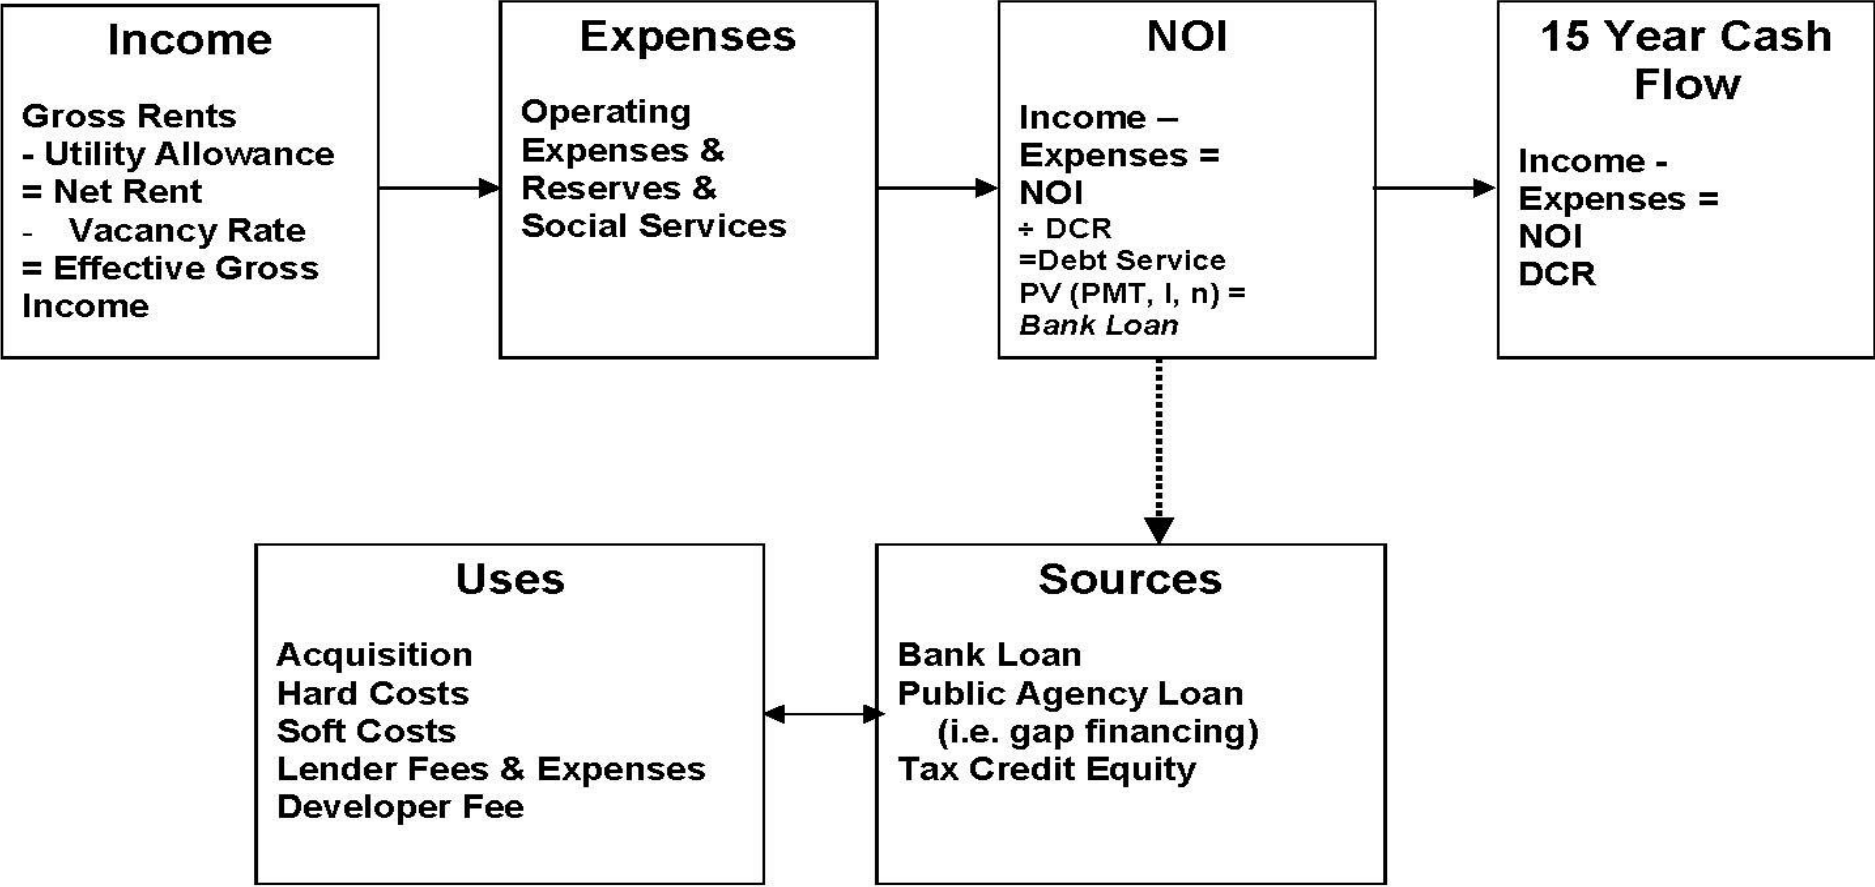 Income
Gross Rents
- Utility Allowance
= Net Rent
- Vacancy Rate
= Effective Gross
Income
Expenses
Operating
Expenses &
Reserves &
Social Services
NOI
Income –
Expenses =
NOI
÷ DCR
=Debt Service
PV (PMT, I, n) =
Bank Loan
15 Year Cash
Flow
Income -
Expenses =
NOI
DCR
Uses
Acquisition
Hard Costs
Soft Costs
Lender Fees & Expenses
Developer Fee
Sources
Bank Loan
Public Agency Loan
(i.e. gap financing)
Tax Credit Equity